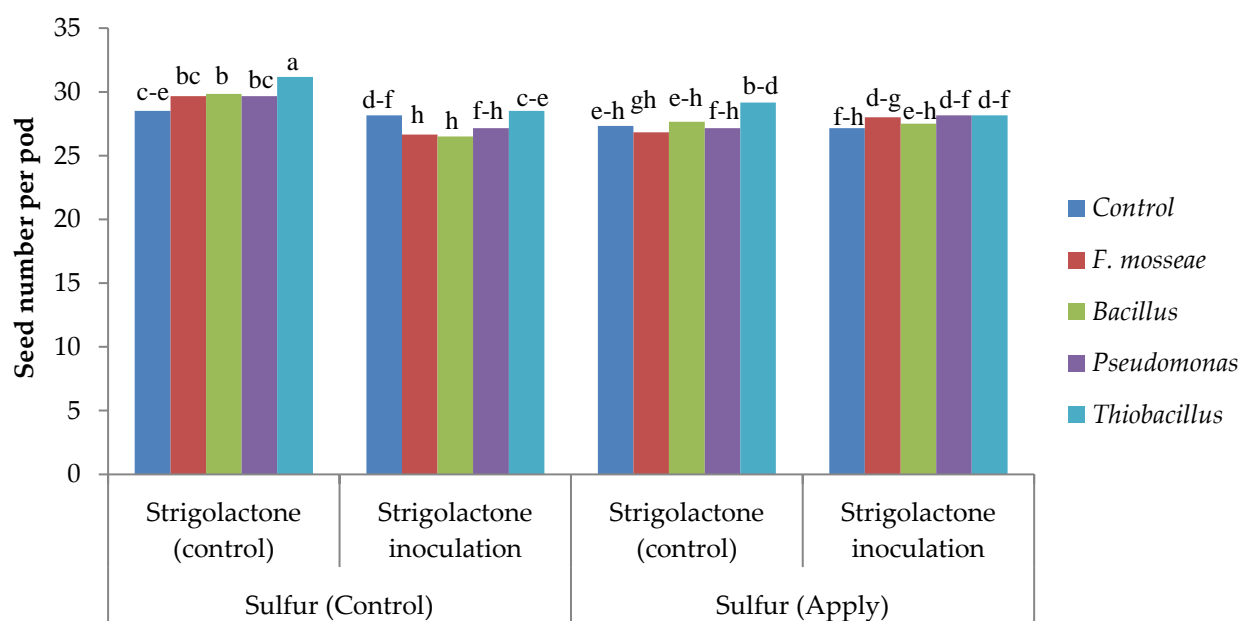 Seed number per pod
35
30
25
20
15
10
5
0
c-e bc b bc a
d-f h h f-h c-e
e-h gh e-h f-h b-d
f-h d-g e-h d-f d-f
Control
F. mosseae
Bacillus
Pseudomonas
Thiobacillus
Strigolactone
(control)
Strigolactone
inoculation
Strigolactone
(control)
Strigolactone
inoculation
Sulfur (Control)
Sulfur (Apply)